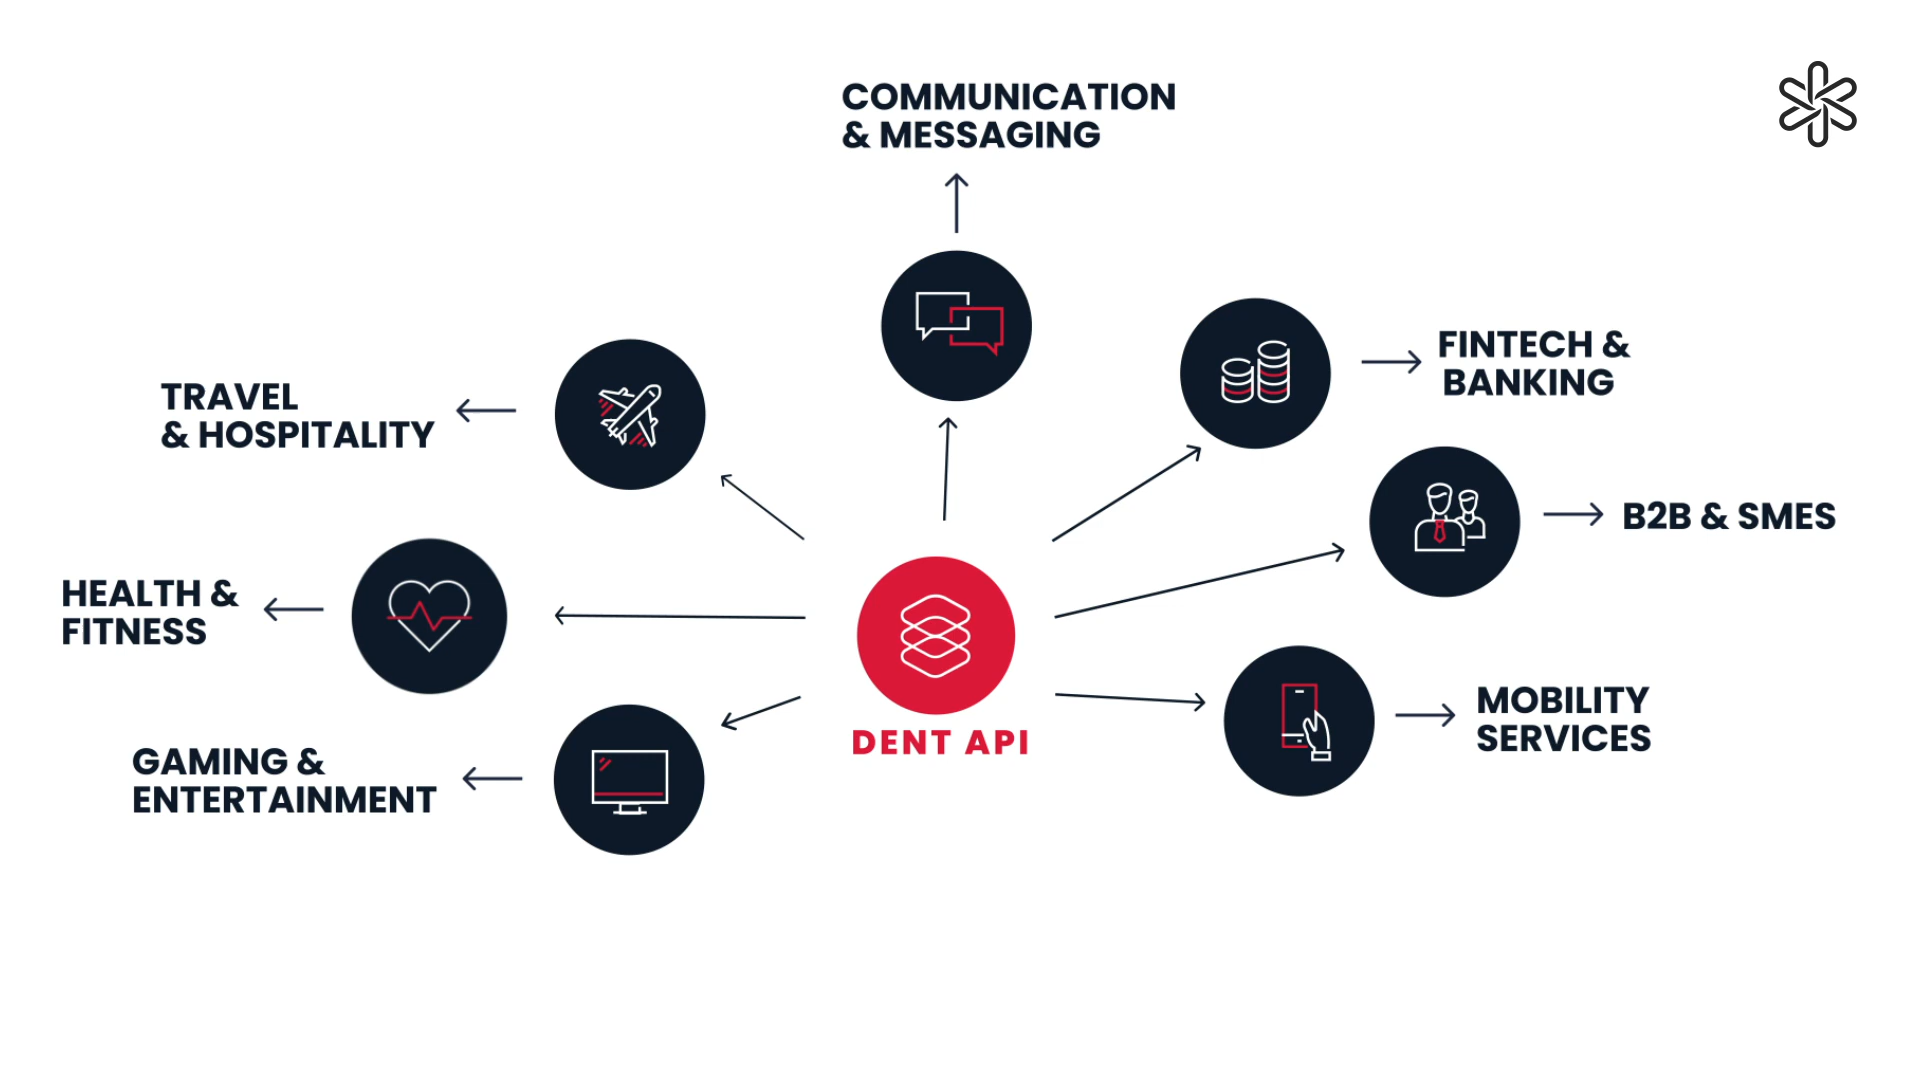 COMMUNICATION
& MESSAGING
FINTECH &
BANKING
TRAVEL
& HOSPITALITY
B2B & SMES
HEALTH &
FITNESS
MOBILITY
SERVICES
DENT API
GAMING &
ENTERTAINMENT